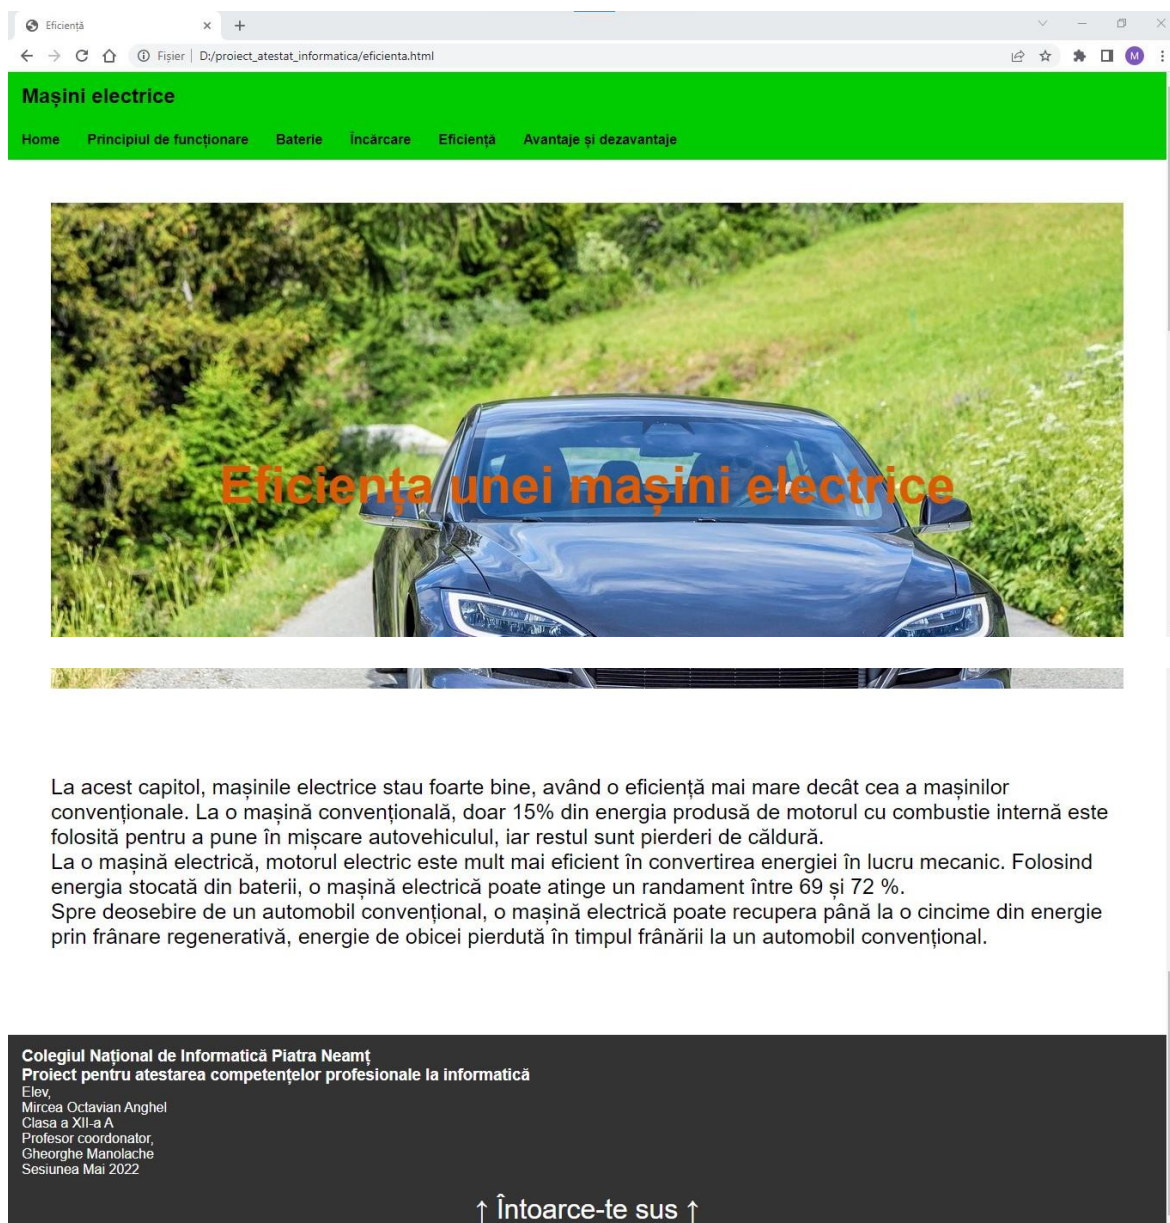 Eficiență
Fișier | D:/proiect_atestat_informatica/eficienta.html
M
Mașini electrice
Home Principiul de funcționare Baterie Încărcare Eficiență Avantaje și dezavantaje
Eficiența unei mașini electrice
La acest capitol, mașinile electrice stau foarte bine, având o eficiență mai mare decât cea a mașinilor
convenționale. La o mașină convențională, doar 15% din energia produsă de motorul cu combustie internă este
folosită pentru a pune în mișcare autovehiculul, iar restul sunt pierderi de căldură.
La o mașină electrică, motorul electric este mult mai eficient în convertirea energiei în lucru mecanic. Folosind
energia stocată din baterii, o mașină electrică poate atinge un randament între 69 și 72 %.
Spre deosebire de un automobil convențional, o mașină electrică poate recupera până la o cincime din energie
prin frânare regenerativă, energie de obicei pierdută în timpul frânării la un automobil convențional.
Colegiul Național de Informatică Piatra Neamț
Proiect pentru atestarea competențelor profesionale la informatică
Elev,
Mircea Octavian Anghel
Clasa a XII-a A
Profesor coordonator,
Gheorghe Manolache
Sesiunea Mai 2022
↑ Întoarce-te sus ↑